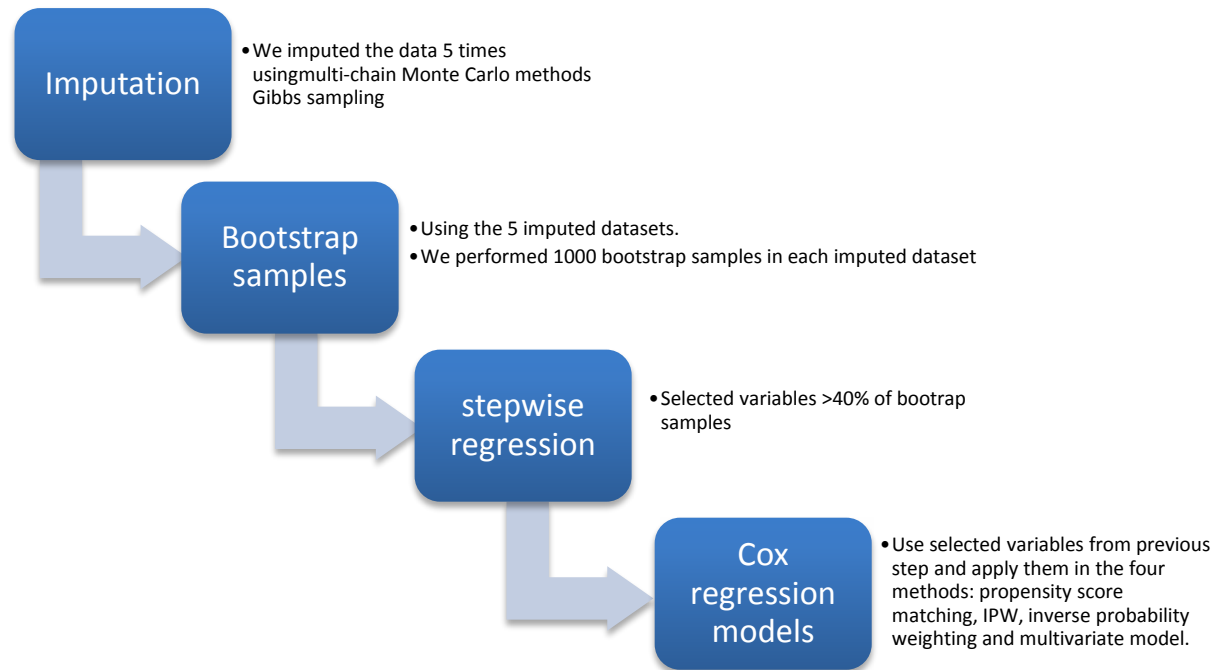 Imputation
•We imputed the data 5 times
usingmulti-chain Monte Carlo methods
Gibbs sampling
Bootstrap
samples
•Using the 5 imputed datasets.
•We performed 1000 bootstrap samples in each imputed dataset
stepwise
regression
•Selected variables >40% of bootrap
samples
Cox
regression
models
•Use selected variables from previous
step and apply them in the four
methods: propensity score
matching, IPW, inverse probability
weighting and multivariate model.